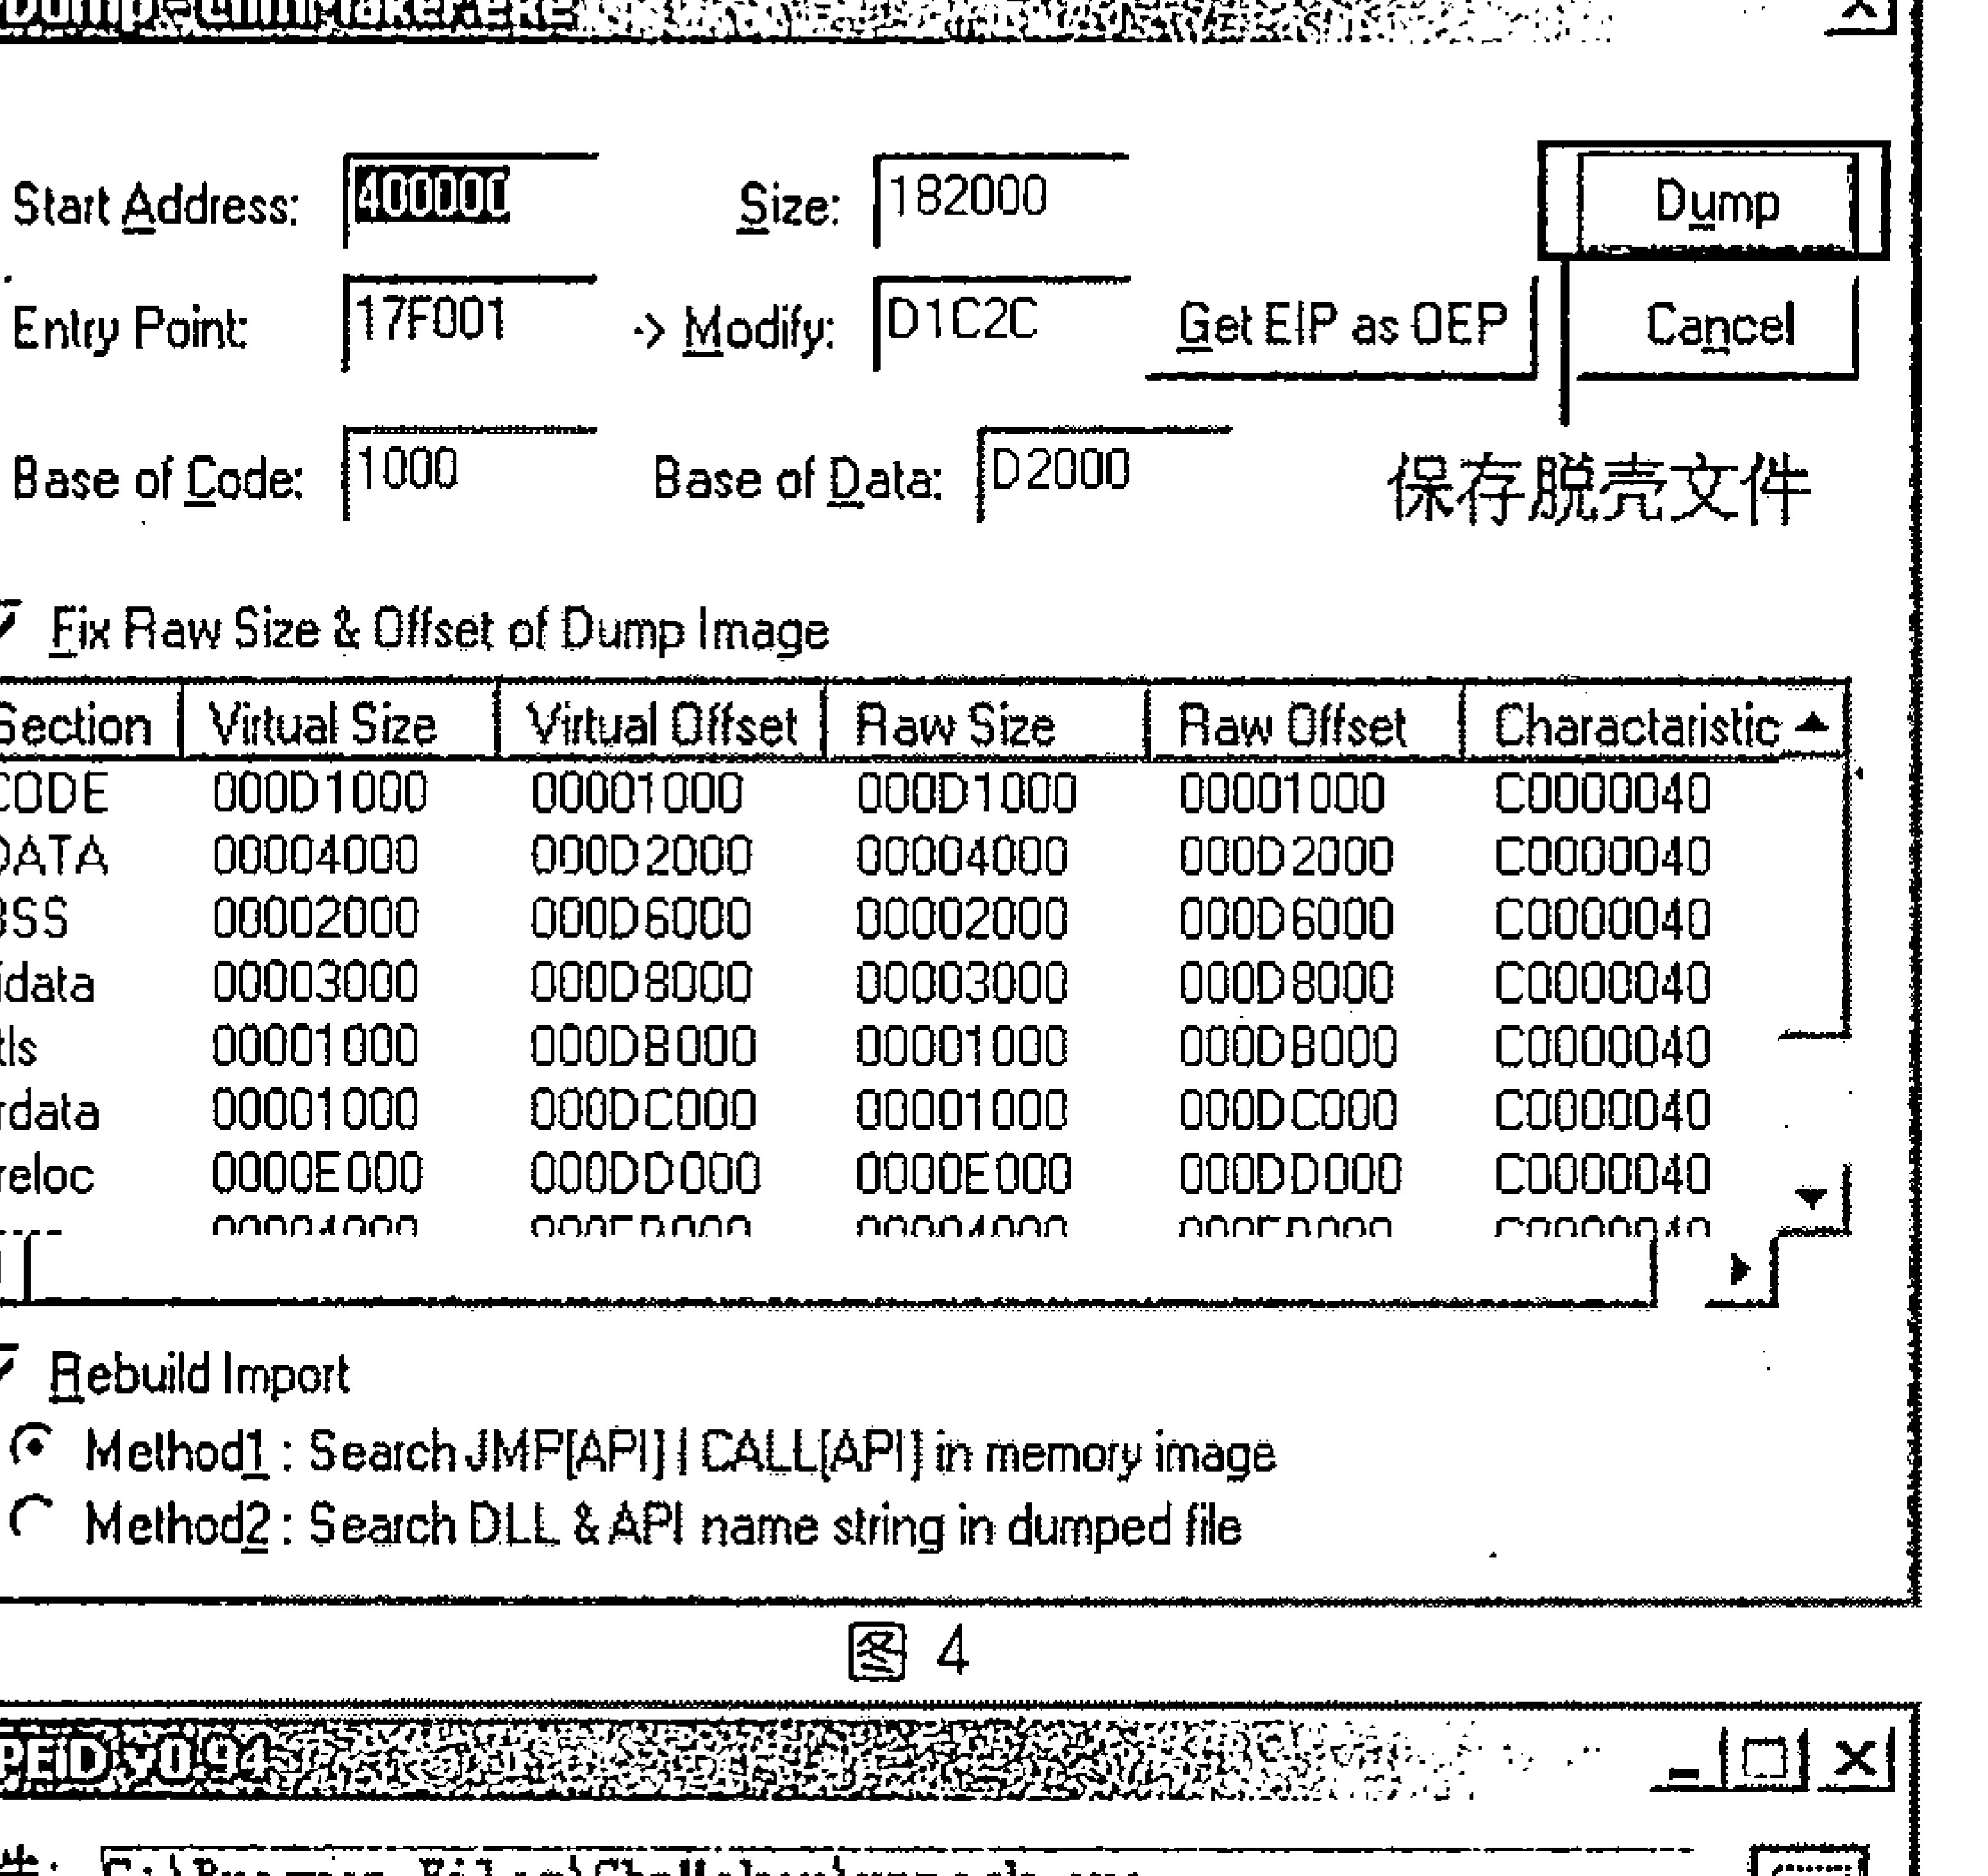 Start Address: 400000 Size: 182000 Dump
Entry Point: 17F001 -> Modify: D1C2C Get EIP as OEP Cancel
Base of Code: 1000 Base of Data: D2000 保存脱壳文件
Fix Raw Size & Offset of Dump Image
Section Virtual Size Virtual Offset Raw Size Raw Offset Charactaristic
CODE 000D1000 00001000 000D1000 00001000 C0000040
DATA 00004000 000D2000 00004000 000D2000 C0000040
BSS 00002000 000D6000 00002000 000D6000 C0000040
idata 00003000 000D8000 00003000 000D8000 C0000040
tls 00001000 000DB000 00001000 000DB000 C0000040
rdata 00001000 000DC000 00001000 000DC000 C0000040
reloc 0000E000 000DD000 0000E000 000DD000 C0000040
Rebuild Import
Method1 : Search JMP[API] | CALL[API] in memory image
Method2 : Search DLL & API name string in dumped file
图 4
PEiD v0.94